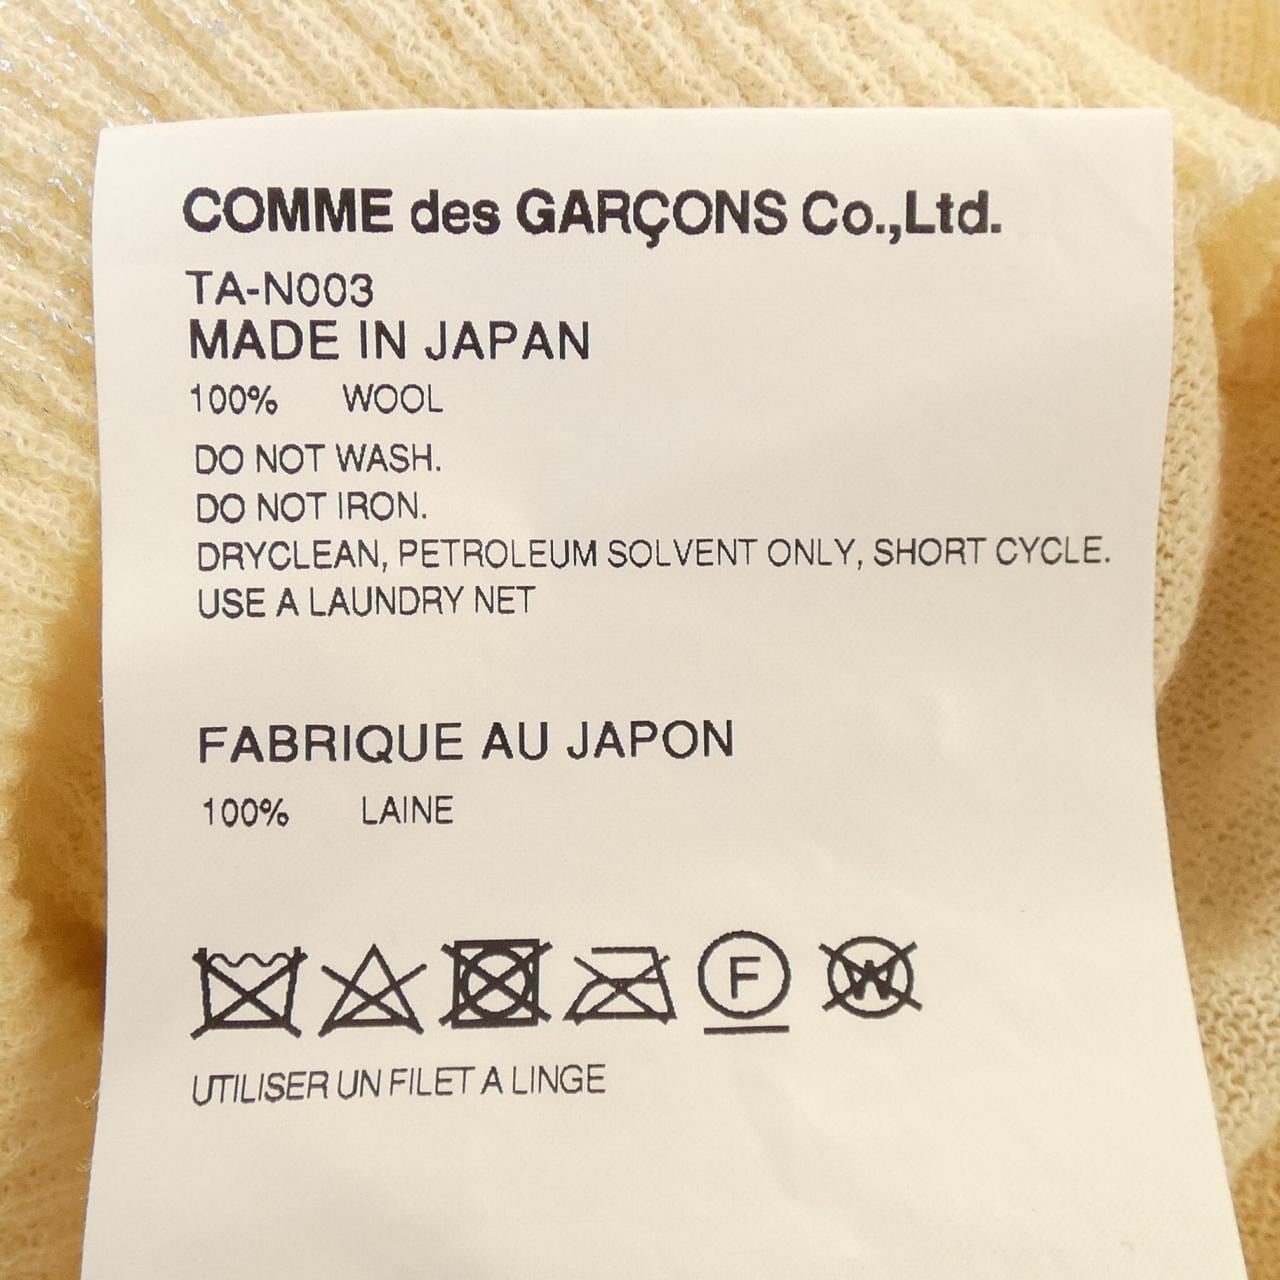 COMME des GARÇONS Co.,Ltd.
TA-N003
MADE IN JAPAN
100% WOOL
DO NOT WASH.
DO NOT IRON.
DRYCLEAN, PETROLEUM SOLVENT ONLY, SHORT CYCLE.
USE A LAUNDRY NET
FABRIQUE AU JAPON
100% LAINE
F W
UTILISER UN FILET A LINGE